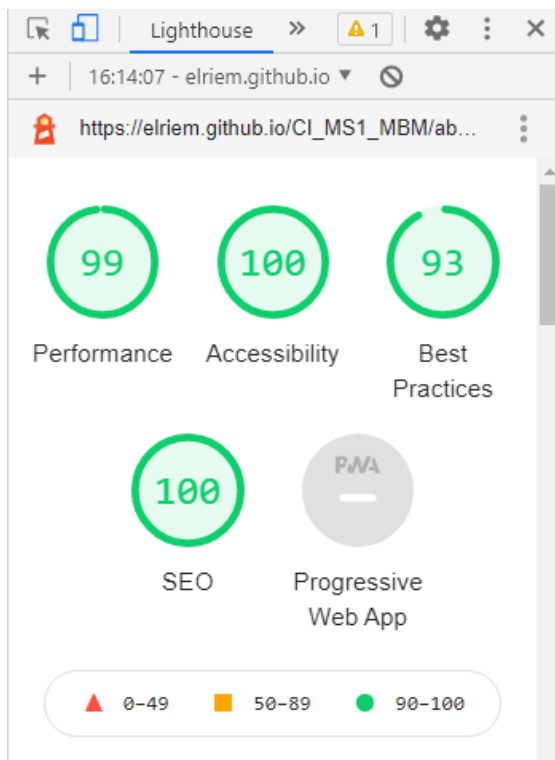 Lighthouse » 1
+ 16:14:07 - elriem.github.io ▼
https://elriem.github.io/CI_MS1_MBM/ab...
99 100 93
Performance Accessibility Best
Practices
100 PWA
SEO Progressive
Web App
0–49 50–89 90–100